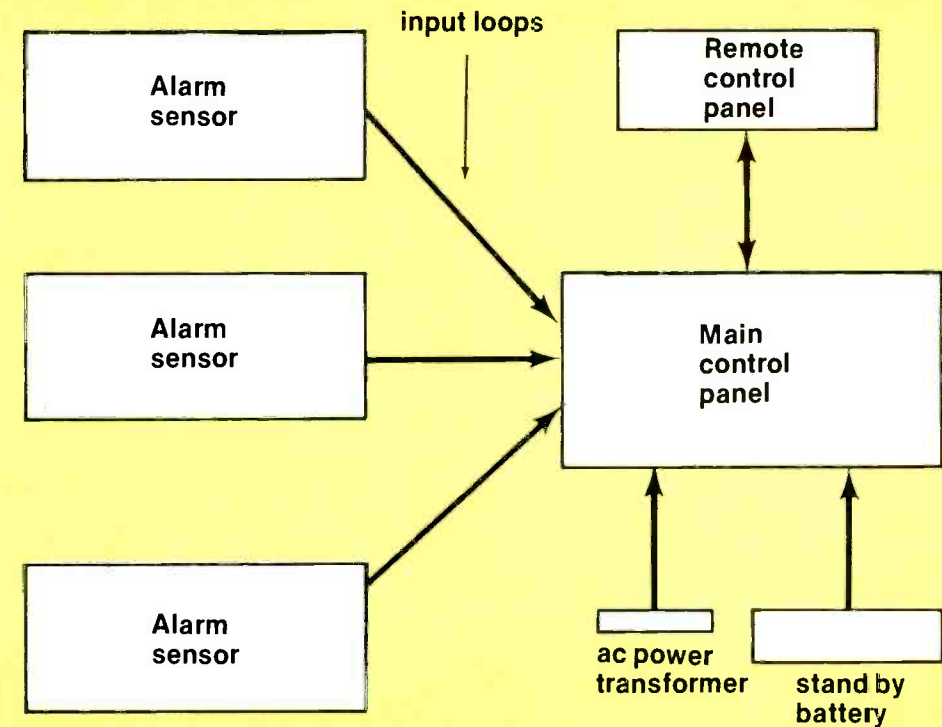 input loops
Alarm
sensor
Remote
control
panel
Alarm
sensor
Main
control
panel
Alarm
sensor
ac power
transformer
stand by
battery